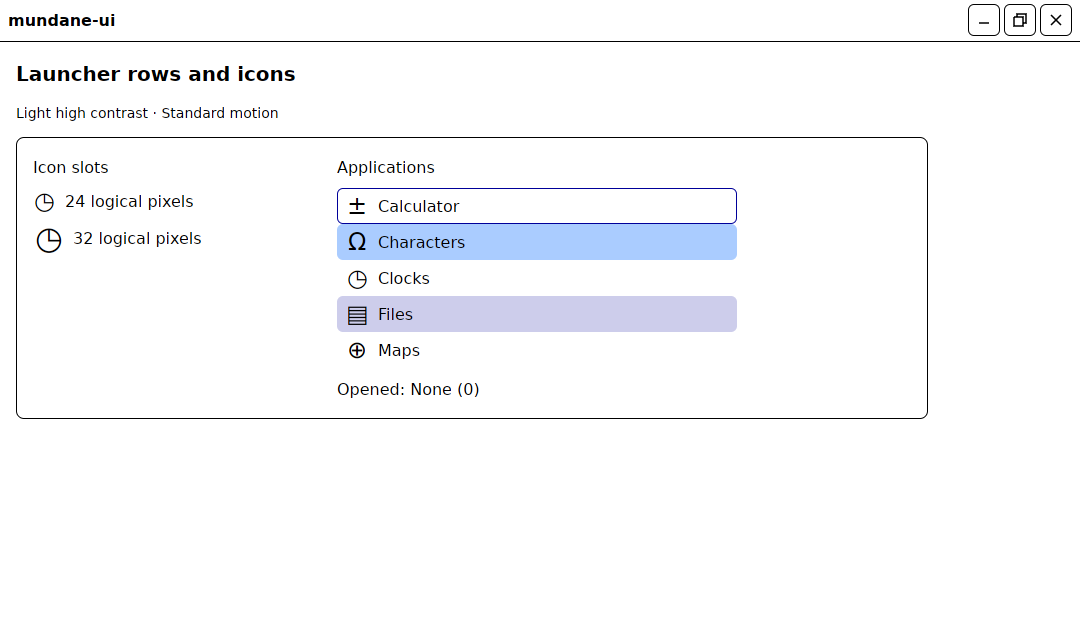 mundane-ui
Launcher rows and icons
Light high contrast · Standard motion
Icon slots
24 logical pixels
32 logical pixels
Applications
± Calculator
Ω Characters
Clocks
Files
Maps
Opened: None (0)